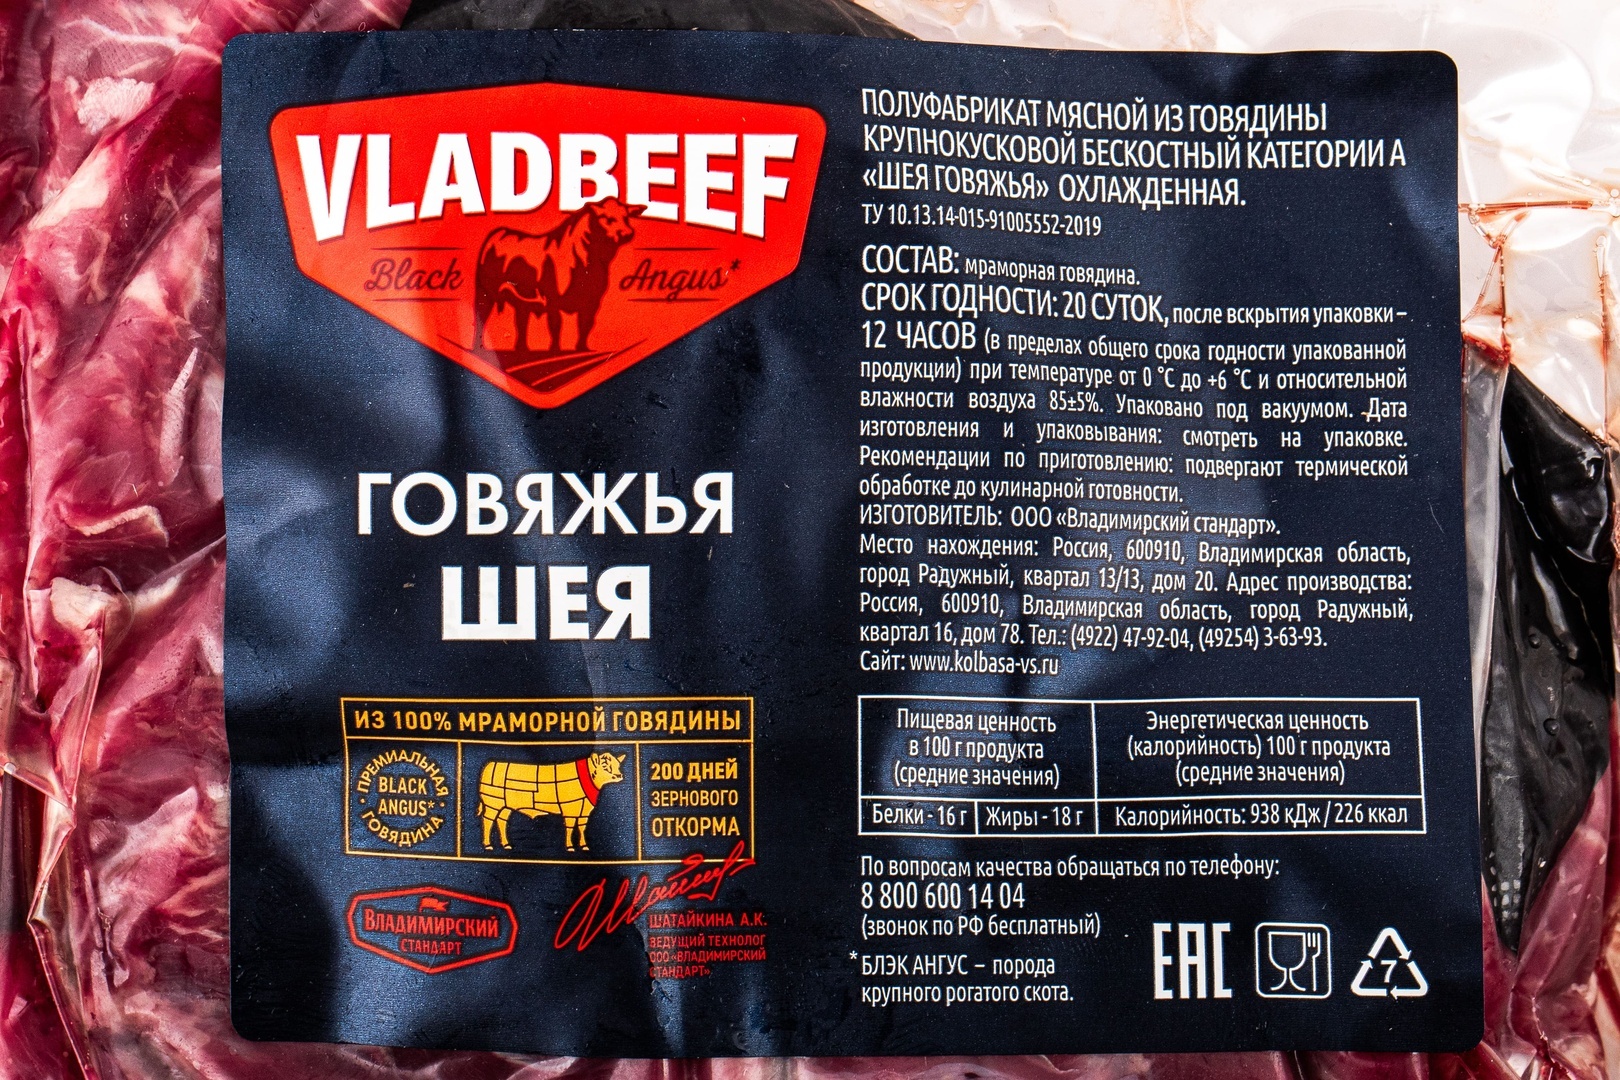 VLADBEEF
Black Angus*
ГОВЯЖЬЯ
ШЕЯ
ИЗ 100% МРАМОРНОЙ ГОВЯДИНЫ
ПРЕМИАЛЬНАЯ
BLACK
ANGUS*
ГОВЯДИНА
200 ДНЕЙ
ЗЕРНОВОГО
ОТКОРМА
ВЛАДИМИРСКИЙ
СТАНДАРТ
ШАТАЙКИНА А.К.
ВЕДУЩИЙ ТЕХНОЛОГ
ООО «ВЛАДИМИРСКИЙ
СТАНДАРТ»
ПОЛУФАБРИКАТ МЯСНОЙ ИЗ ГОВЯДИНЫ
КРУПНОКУСКОВОЙ БЕСКОСТНЫЙ КАТЕГОРИИ А
«ШЕЯ ГОВЯЖЬЯ» ОХЛАЖДЕННАЯ.
ТУ 10.13.14-015-91005552-2019
СОСТАВ: мраморная говядина.
СРОК ГОДНОСТИ: 20 СУТОК, после вскрытия упаковки –
12 ЧАСОВ (в пределах общего срока годности упакованной
продукции) при температуре от 0 °С до +6 °С и относительной
влажности воздуха 85±5%. Упаковано под вакуумом. Дата
изготовления и упаковывания: смотреть на упаковке.
Рекомендации по приготовлению: подвергают термической
обработке до кулинарной готовности.
ИЗГОТОВИТЕЛЬ: ООО «Владимирский стандарт».
Место нахождения: Россия, 600910, Владимирская область,
город Радужный, квартал 13/13, дом 20. Адрес производства:
Россия, 600910, Владимирская область, город Радужный,
квартал 16, дом 78. Тел.: (4922) 47-92-04, (49254) 3-63-93.
Сайт: www.kolbasa-vs.ru
Пищевая ценность
в 100 г продукта
(средние значения)
Энергетическая ценность
(калорийность) 100 г продукта
(средние значения)
Белки - 16 г Жиры - 18 г Калорийность: 938 кДж / 226 ккал
По вопросам качества обращаться по телефону:
8 800 600 14 04
(звонок по РФ бесплатный)
*БЛЭК АНГУС – порода
крупного рогатого скота.
ЕАС
7